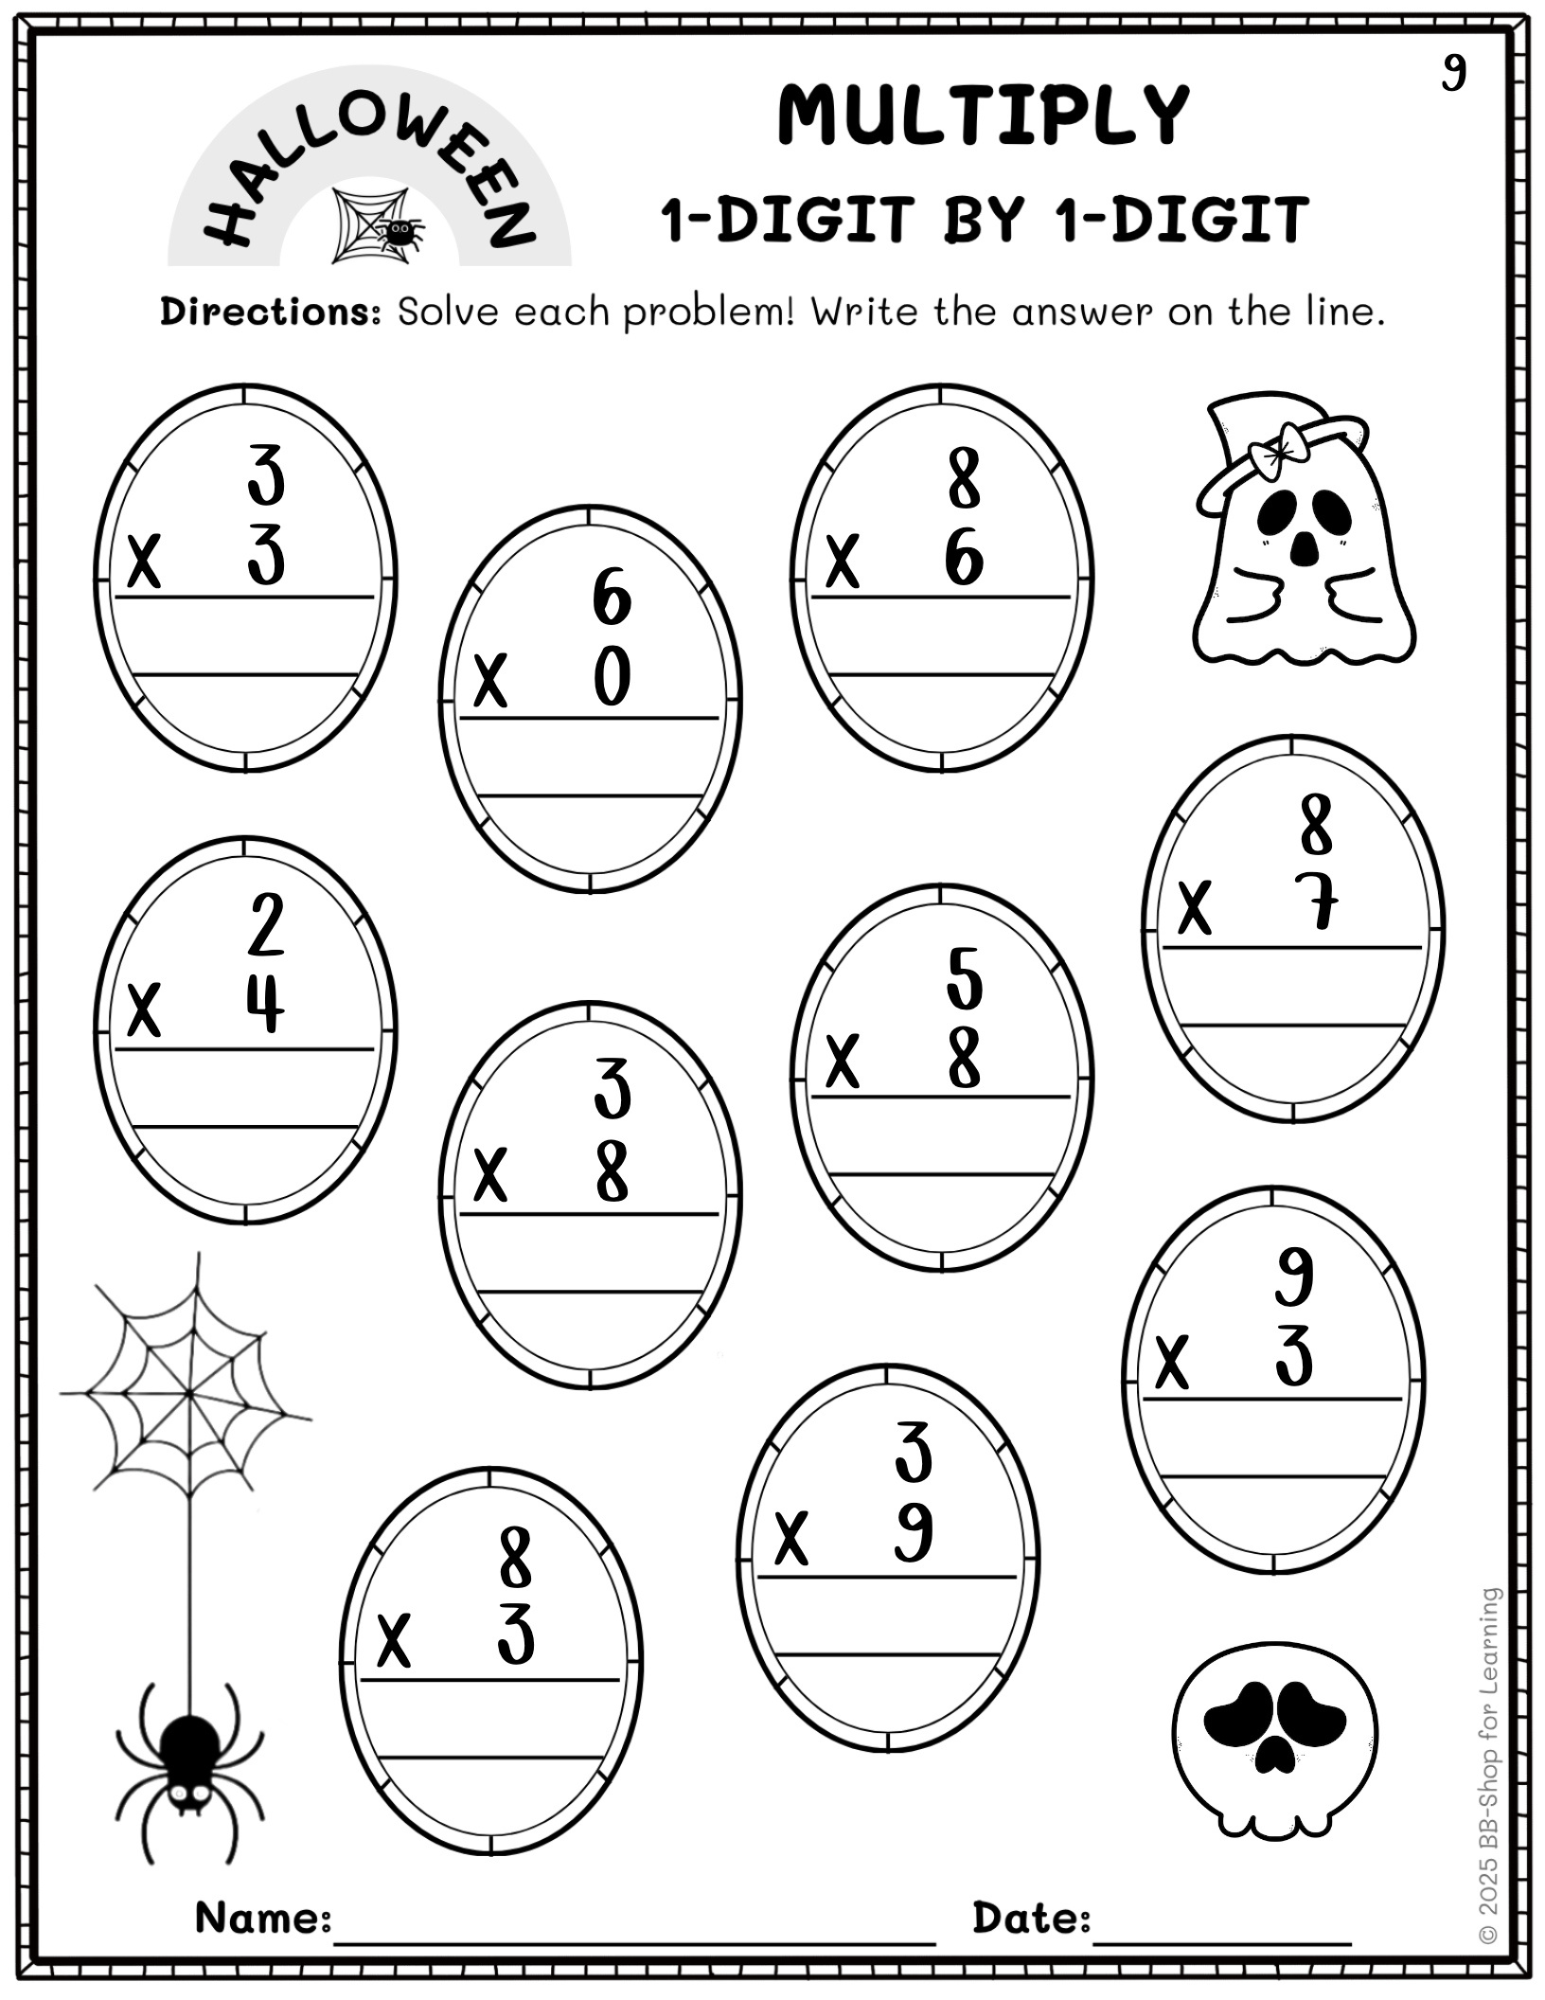 9
HALLOWEEN
MULTIPLY
1-DIGIT BY 1-DIGIT
Directions: Solve each problem! Write the answer on the line.
3
X 3
6
X 0
8
X 6
8
X 7
2
X 4
3
X 8
5
X 8
9
X 3
8
X 3
3
X 9
Name:
Date:
© 2025 BB-Shop for Learning